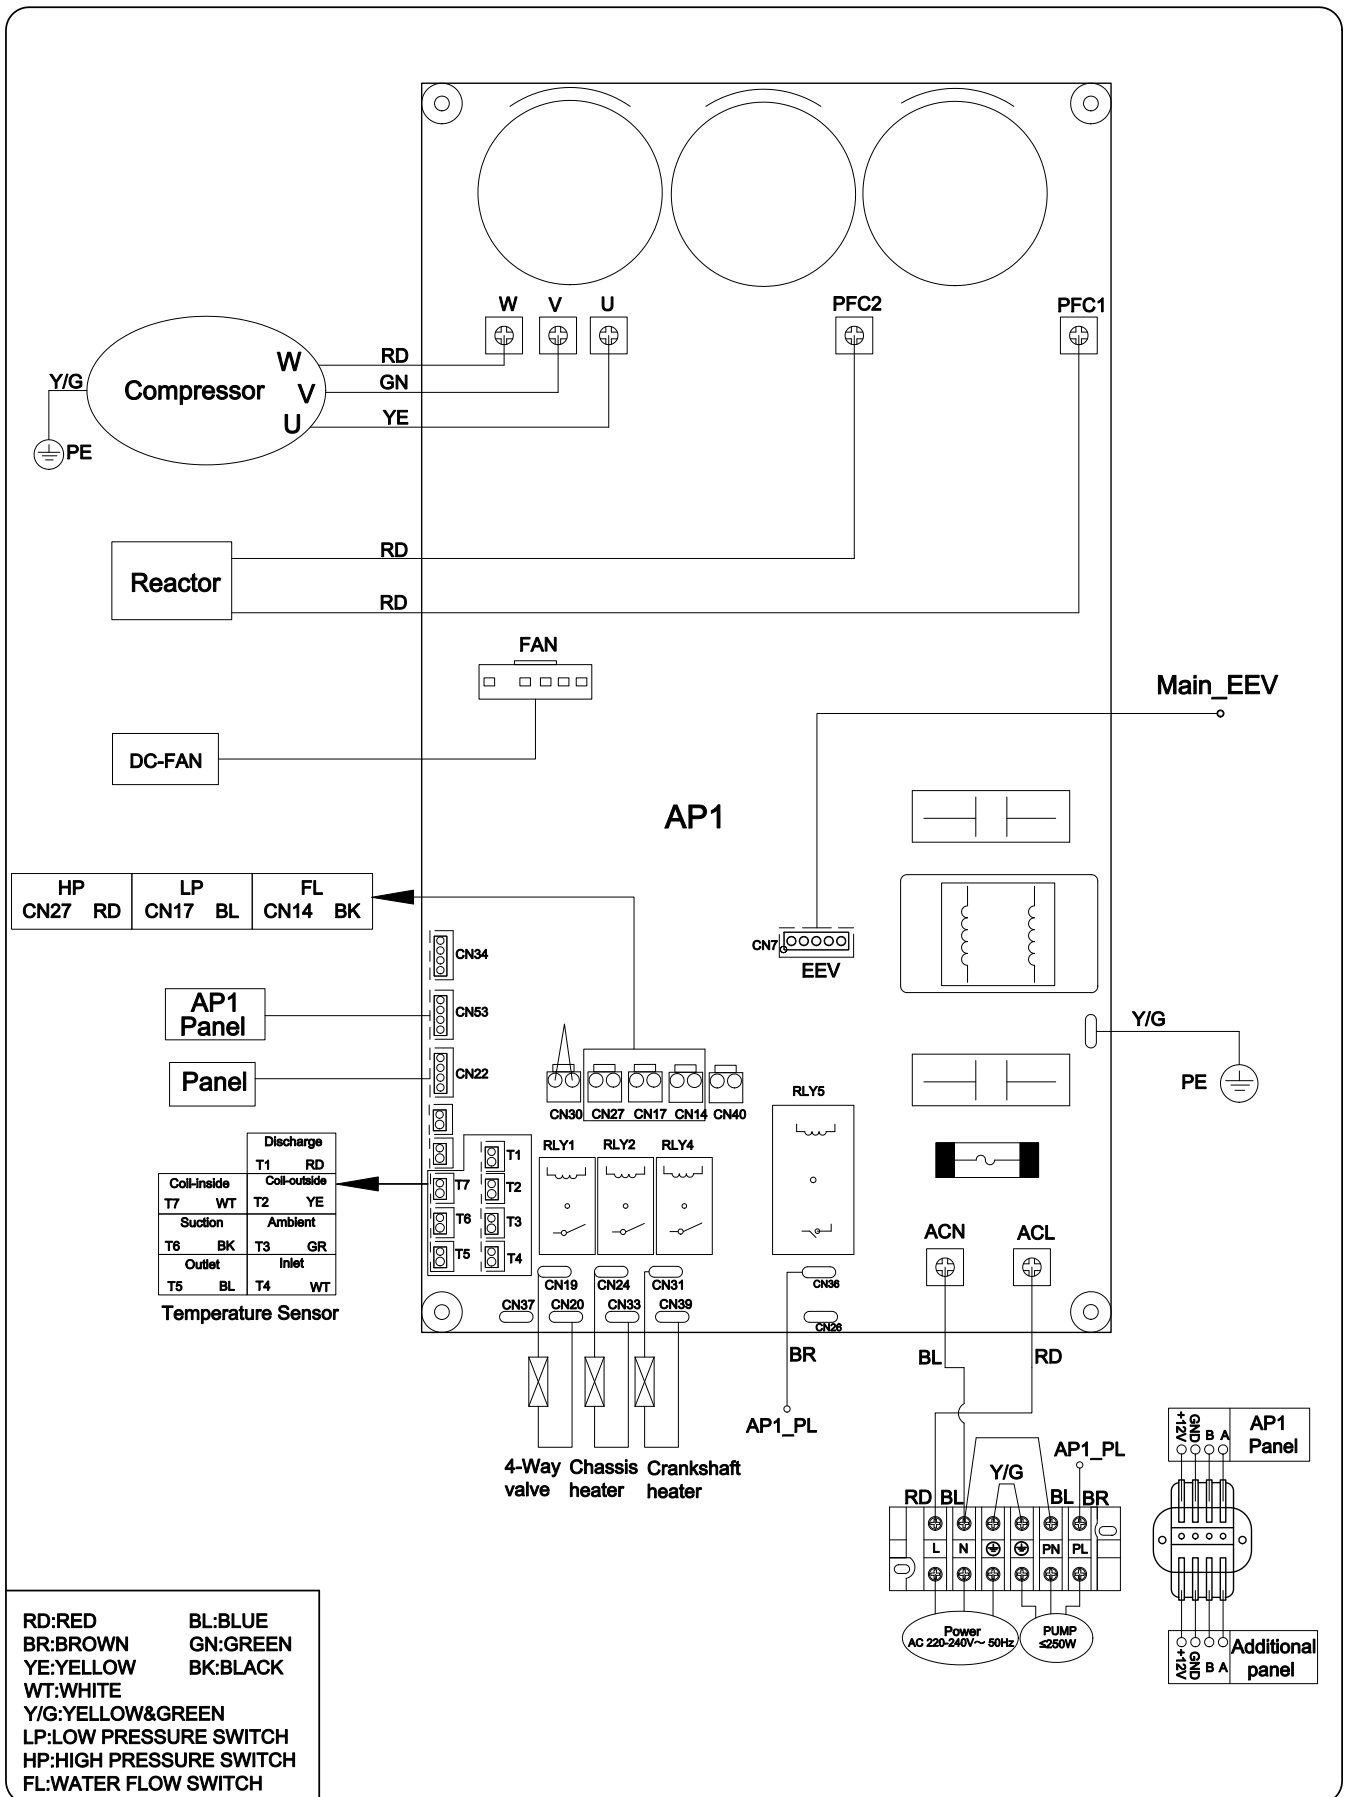 W V U PFC2 PFC1
W
V
U
Compressor
Y/G
PE
RD
GN
YE
Reactor
RD
RD
FAN
DC-FAN
Main_EEV
AP1
HP LP FL
CN27 RD CN17 BL CN14 BK
CN7
EEV
CN34
AP1
Panel
CN53
Panel
CN22
Y/G
PE
CN30 CN27 CN17 CN14 CN40
RLY5
RLY1 RLY2 RLY4
Discharge
T1 RD
Coil-inside
T7 WT
Coil-outside
T2 YE
Suction
T6 BK
Ambient
T3 GR
Outlet
T5 BL
Inlet
T4 WT
Temperature Sensor
T1
T7 T2
T6 T3
T5 T4
CN19 CN24 CN31
CN37 CN20 CN33 CN39
CN36
CN26
ACN ACL
BR
AP1_PL
BL RD
4-Way
valve
Chassis
heater
Crankshaft
heater
AP1_PL
Y/G
RD BL BL BR
L N PN PL
Power
AC 220-240V～ 50Hz
PUMP
≤250W
+12V GND B A
AP1
Panel
+12V GND B A
Additional
panel
RD:RED BL:BLUE
BR:BROWN GN:GREEN
YE:YELLOW BK:BLACK
WT:WHITE
Y/G:YELLOW&GREEN
LP:LOW PRESSURE SWITCH
HP:HIGH PRESSURE SWITCH
FL:WATER FLOW SWITCH